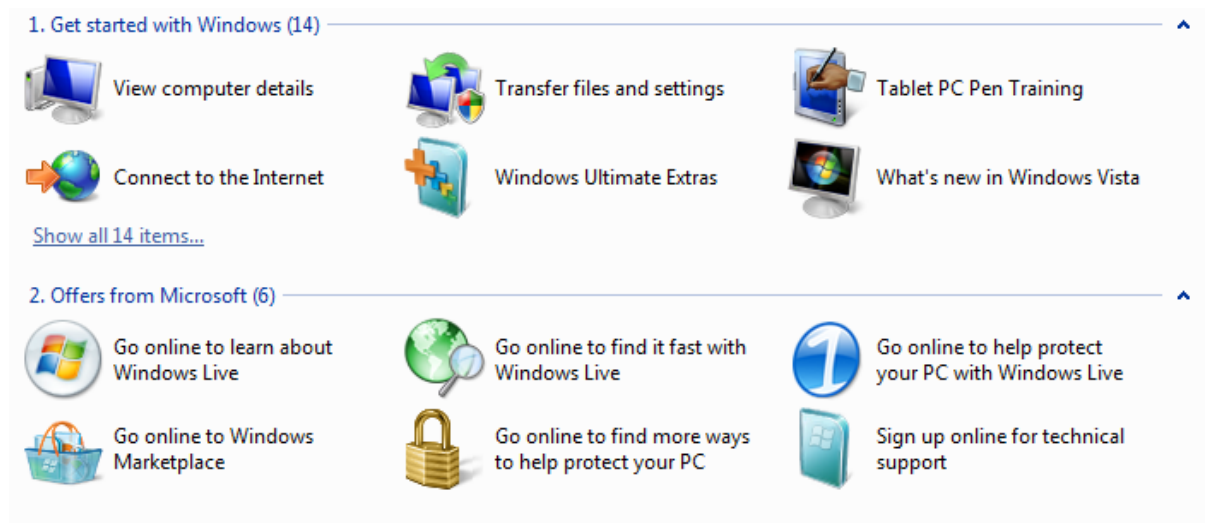 1. Get started with Windows (14)
View computer details
Transfer files and settings
Tablet PC Pen Training
Connect to the Internet
Windows Ultimate Extras
What's new in Windows Vista
Show all 14 items...
2. Offers from Microsoft (6)
Go online to learn about
Windows Live
Go online to find it fast with
Windows Live
Go online to help protect
your PC with Windows Live
Go online to Windows
Marketplace
Go online to find more ways
to help protect your PC
Sign up online for technical
support